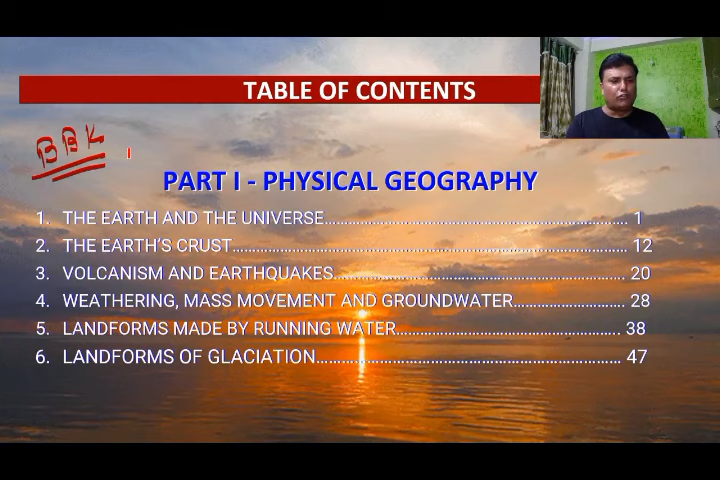 TABLE OF CONTENTS
PART I - PHYSICAL GEOGRAPHY
1. THE EARTH AND THE UNIVERSE........................................................................ 1
2. THE EARTH'S CRUST................................................................................................ 12
3. VOLCANISM AND EARTHQUAKES..................................................................... 20
4. WEATHERING, MASS MOVEMENT AND GROUNDWATER........................... 28
5. LANDFORMS MADE BY RUNNING WATER...................................................... 38
6. LANDFORMS OF GLACIATION......................................................................... 47